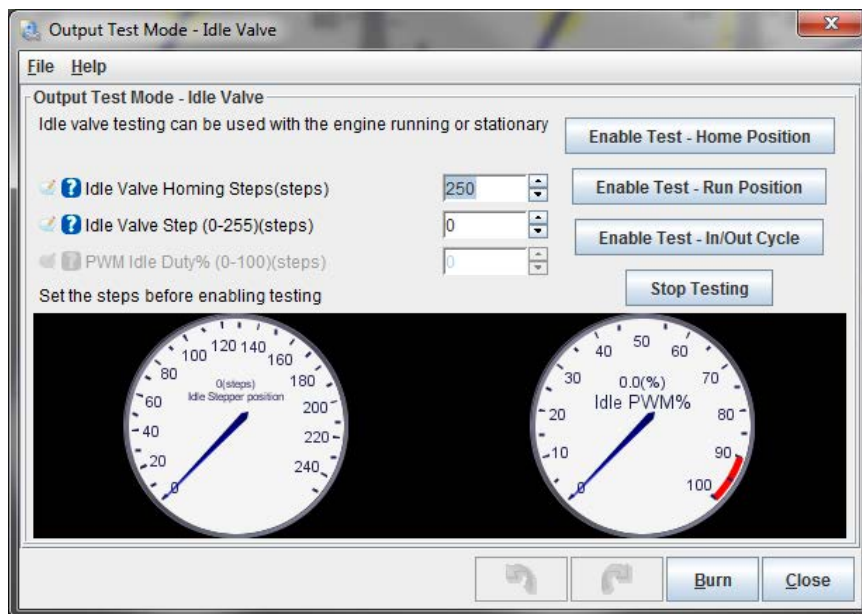 Output Test Mode - Idle Valve
File Help
Output Test Mode - Idle Valve
Idle valve testing can be used with the engine running or stationary
Enable Test - Home Position
Idle Valve Homing Steps(steps) 250
Enable Test - Run Position
Idle Valve Step (0-255)(steps) 0
Enable Test - In/Out Cycle
PWM Idle Duty% (0-100)(steps) 0
Stop Testing
Set the steps before enabling testing
0 20 40 60 80 100 120 140 160 180 200 220 240
0(steps)
Idle Stepper position
0 10 20 30 40 50 60 70 80 90 100
0.0(%)
Idle PWM%
Burn Close